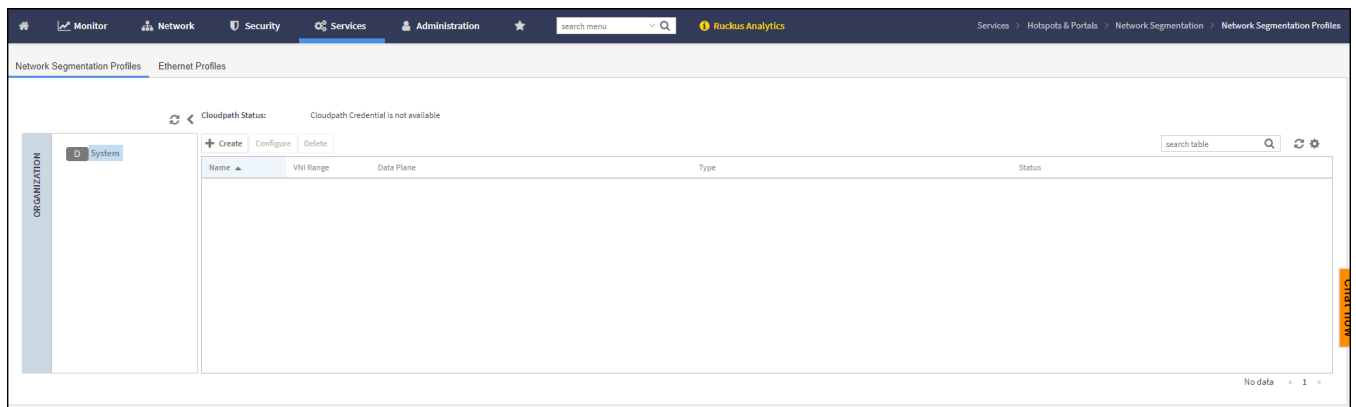 Monitor Network Security Services Administration search menu Ruckus Analytics Services > Hotspots & Portals > Network Segmentation > Network Segmentation Profiles
Network Segmentation Profiles Ethernet Profiles
Cloudpath Status: Cloudpath Credential is not available
+ Create Configure Delete search table
ORGANIZATION
D System
Name VNI Range Data Plane Type Status
Chat now
No data « 1 »